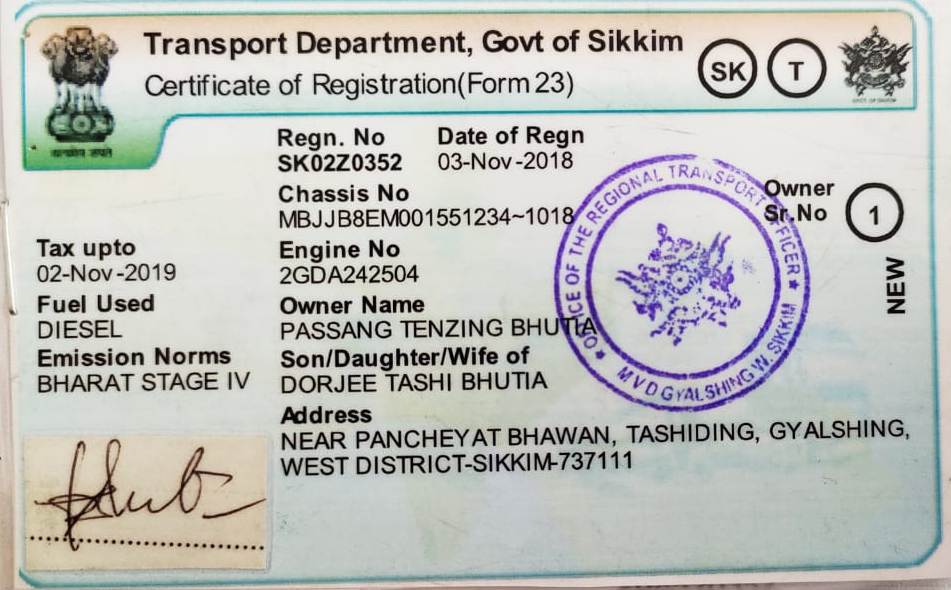 Transport Department, Govt of Sikkim
Certificate of Registration(Form 23)
SK T
GOVT. OF SIKKIM
सत्यमेव जयते
Regn. No Date of Regn
SK02Z0352 03-Nov-2018
Chassis No
MBJJB8EM001551234~1018
Owner
Sr.No 1
NEW
Tax upto
02-Nov-2019
Engine No
2GDA242504
Fuel Used
DIESEL
Owner Name
PASSANG TENZING BHUTIA
Emission Norms
BHARAT STAGE IV
Son/Daughter/Wife of
DORJEE TASHI BHUTIA
Address
NEAR PANCHEYAT BHAWAN, TASHIDING, GYALSHING,
WEST DISTRICT-SIKKIM-737111
OFFICE OF THE REGIONAL TRANSPORT OFFICER
M V D GYALSHING W. SIKKIM